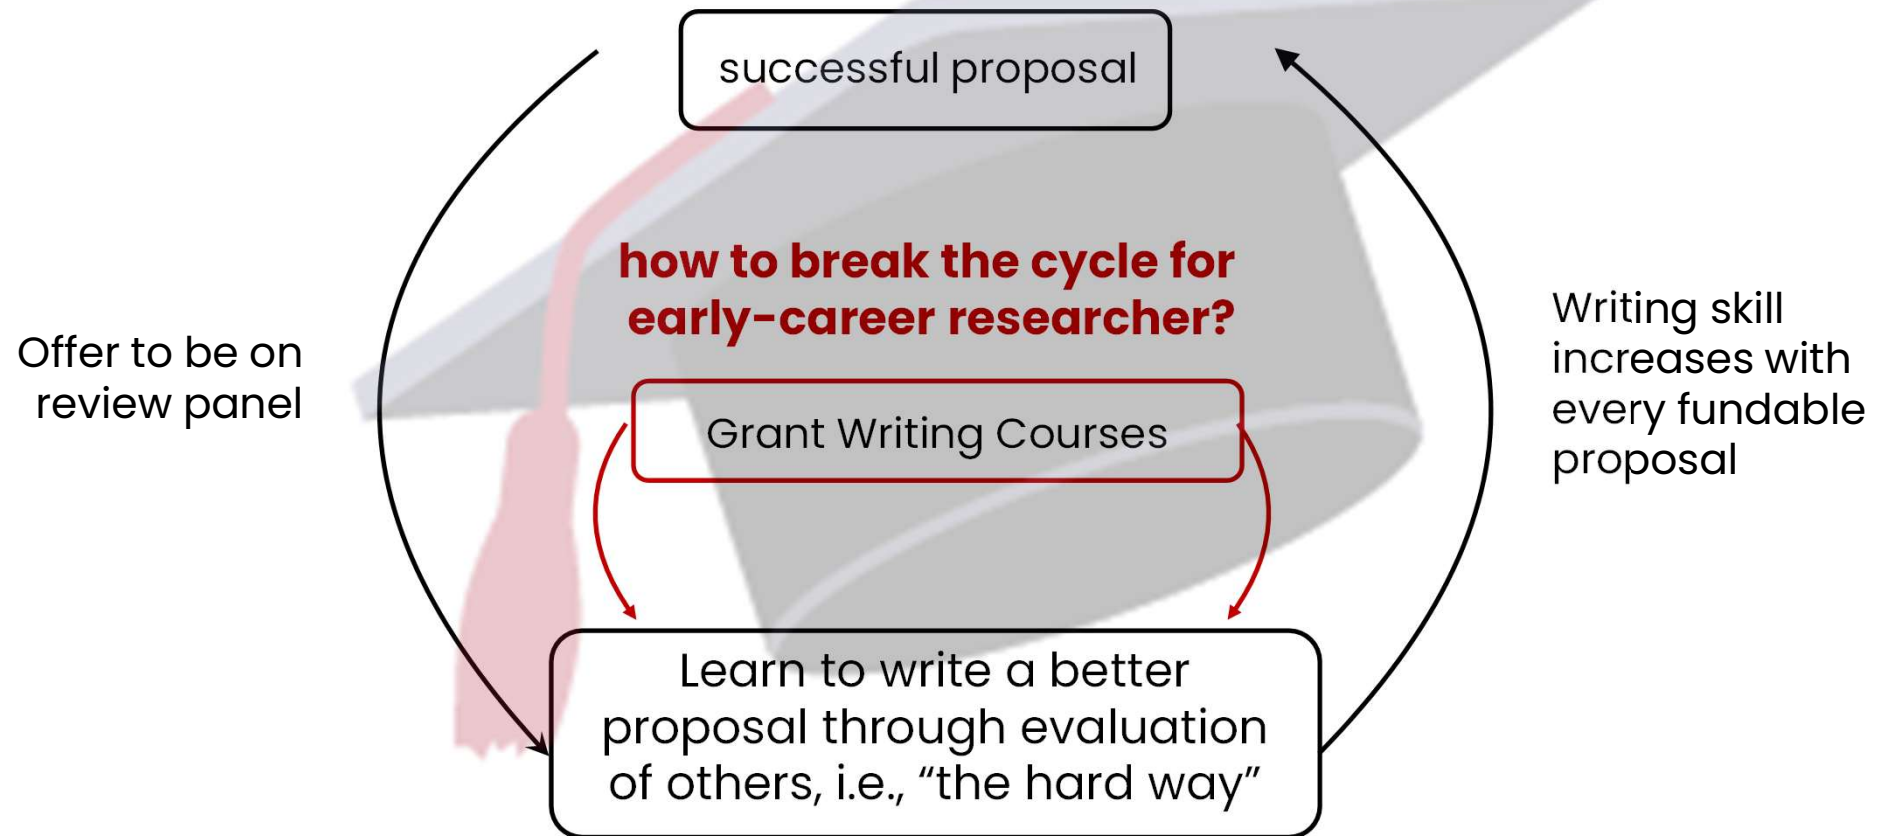 successful proposal
how to break the cycle for
early-career researcher?
Offer to be on
review panel
Grant Writing Courses
Writing skill
increases with
every fundable
proposal
Learn to write a better
proposal through evaluation
of others, i.e., “the hard way”